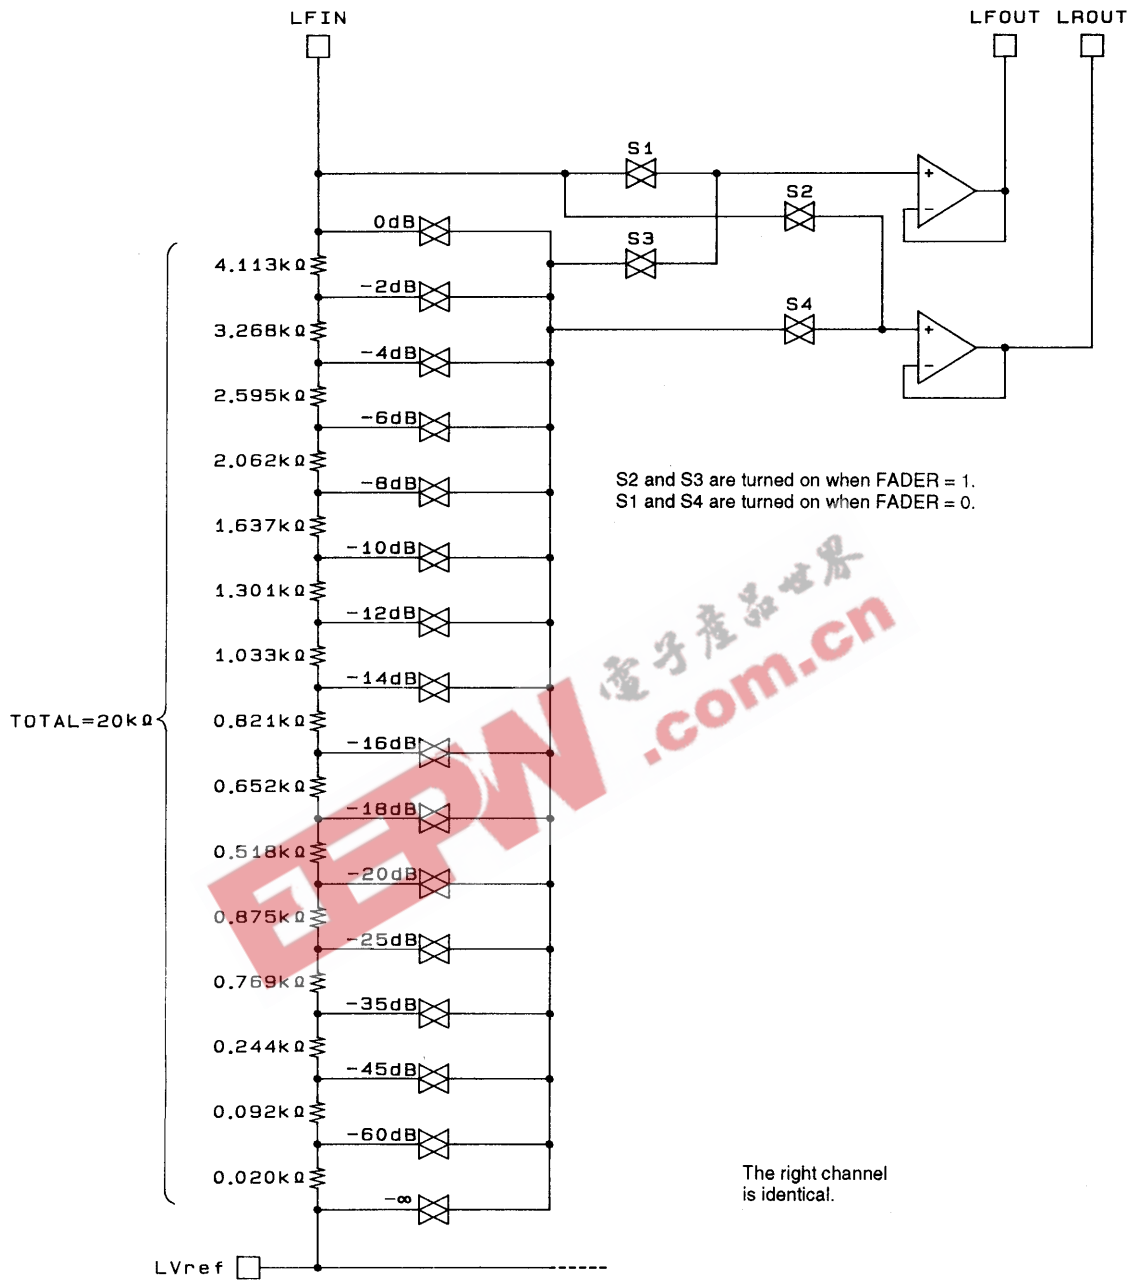 LFIN
LFOUT LROUT
S1
S2
0dB
S3
4.113kΩ
-2dB
S4
3.268kΩ
-4dB
2.595kΩ
-6dB
2.062kΩ
-8dB
S2 and S3 are turned on when FADER = 1.
S1 and S4 are turned on when FADER = 0.
1.637kΩ
-10dB
1.301kΩ
-12dB
1.033kΩ
-14dB
TOTAL=20kΩ
0.821kΩ
-16dB
0.652kΩ
-18dB
0.518kΩ
-20dB
0.875kΩ
-25dB
0.769kΩ
-35dB
0.244kΩ
-45dB
0.092kΩ
-60dB
0.020kΩ
-∞
The right channel
is identical.
LVref
EEPW
電子產品世界
.com.cn
+
-
+
-